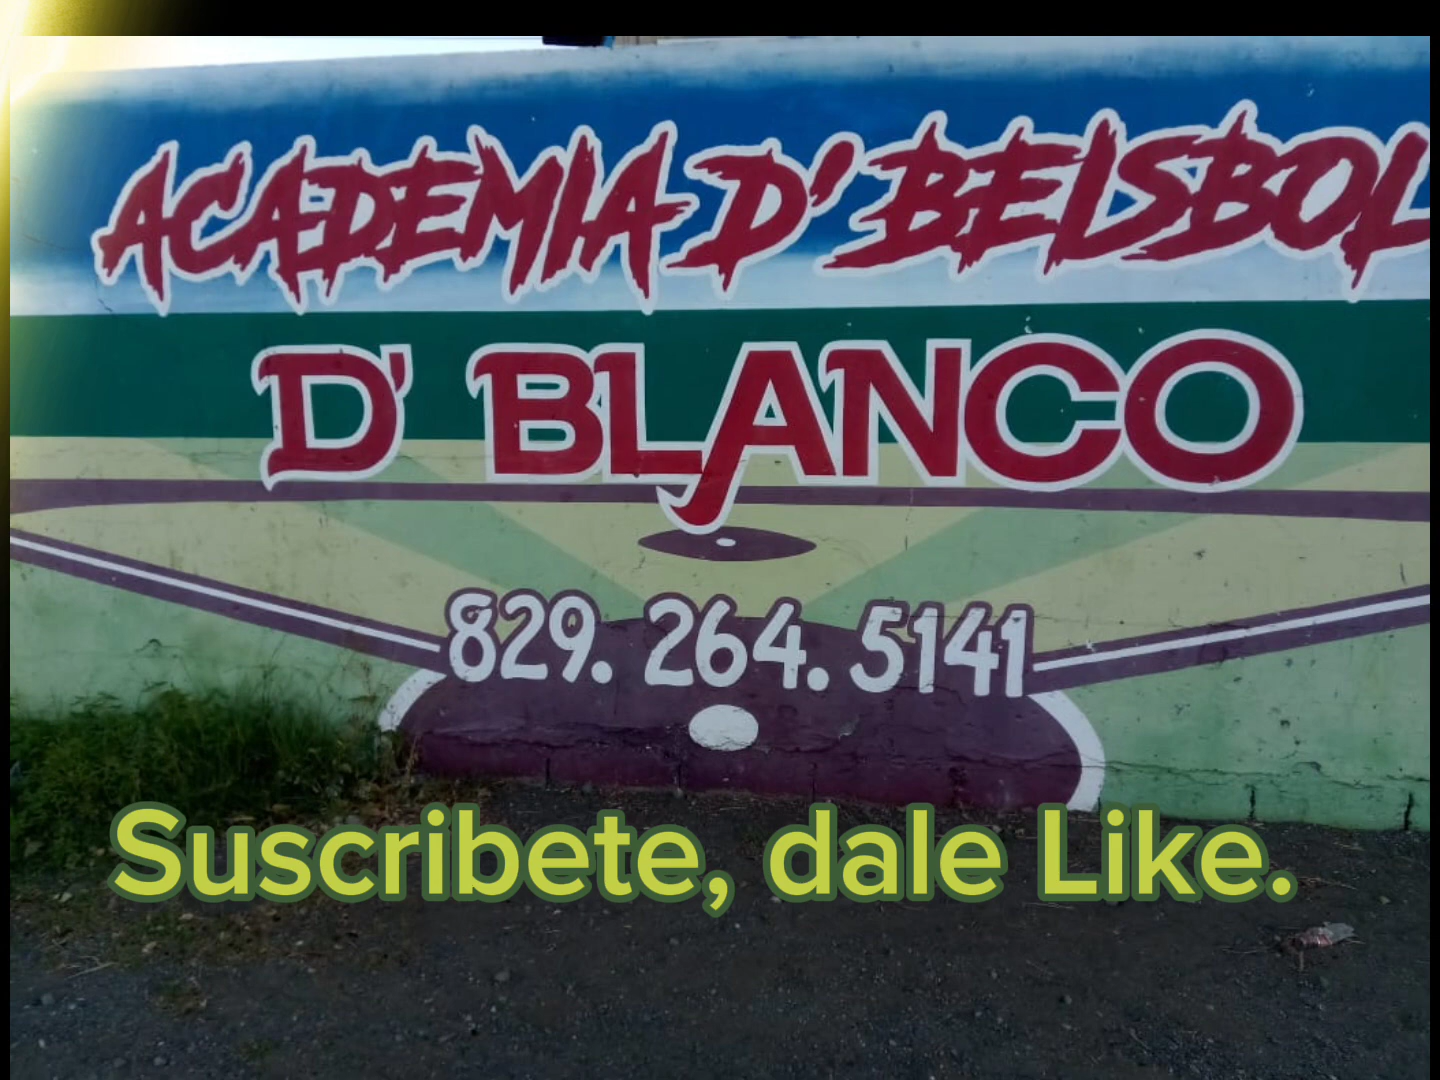 ACADEMIA D' BEISBOL
D' BLANCO
829. 264. 5141
Suscribete, dale Like.